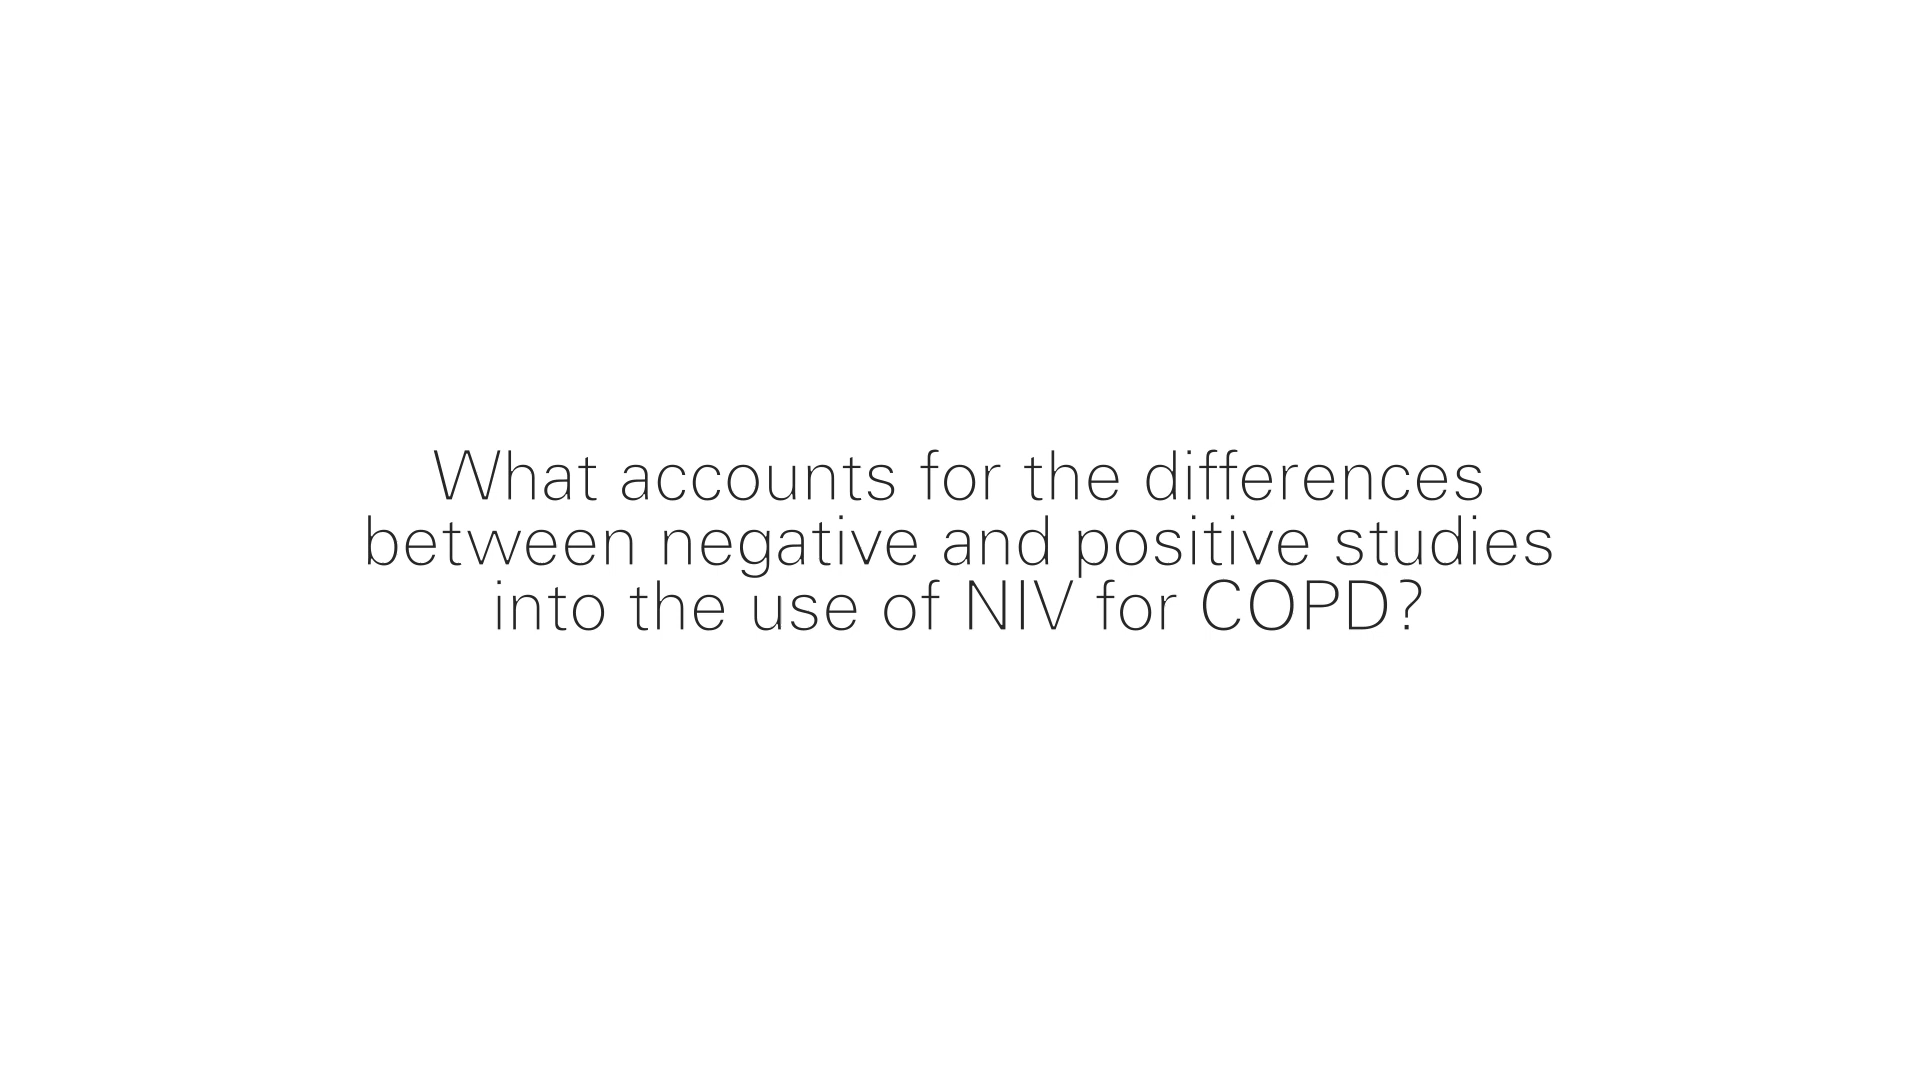 What accounts for the differences
between negative and positive studies
into the use of NIV for COPD?